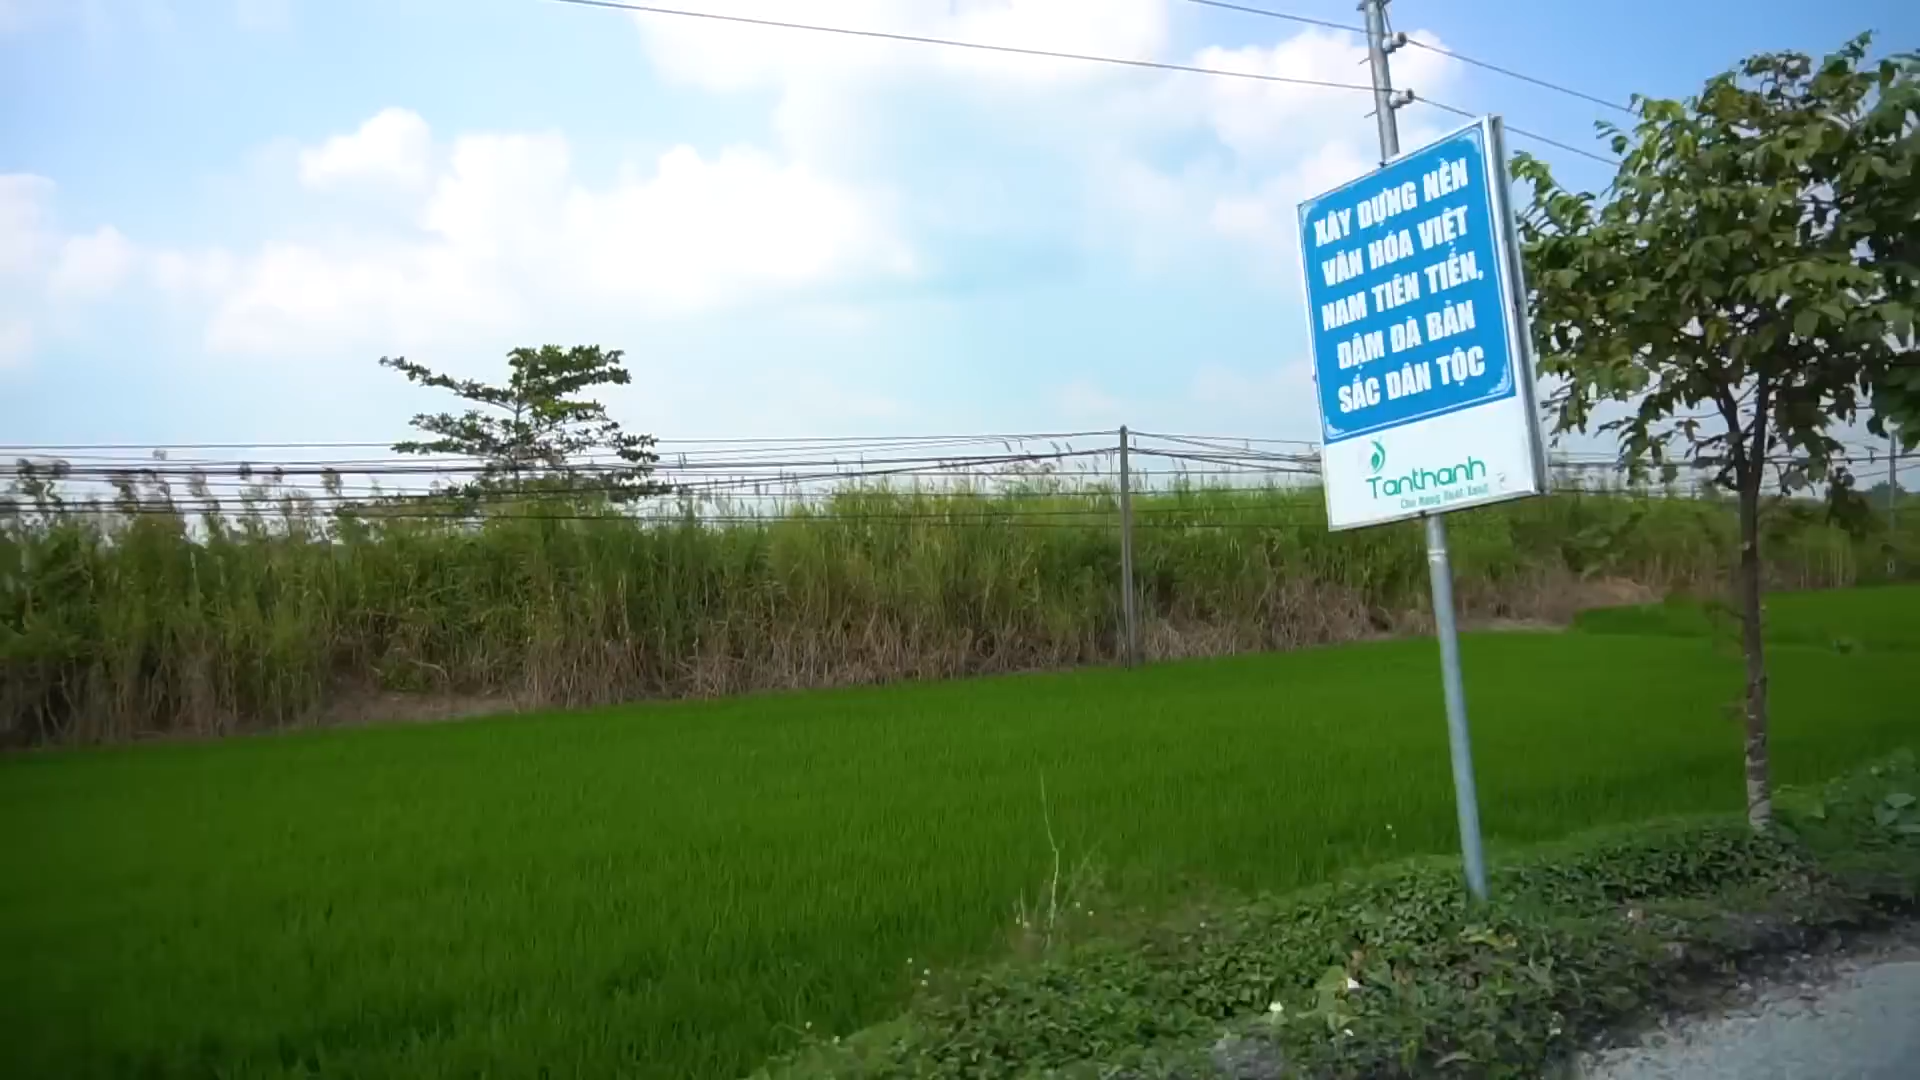 XÂY DỰNG NỀN
VĂN HÓA VIỆT
NAM TIÊN TIẾN,
ĐẬM ĐÀ BẢN
SẮC DÂN TỘC
Tanthanh